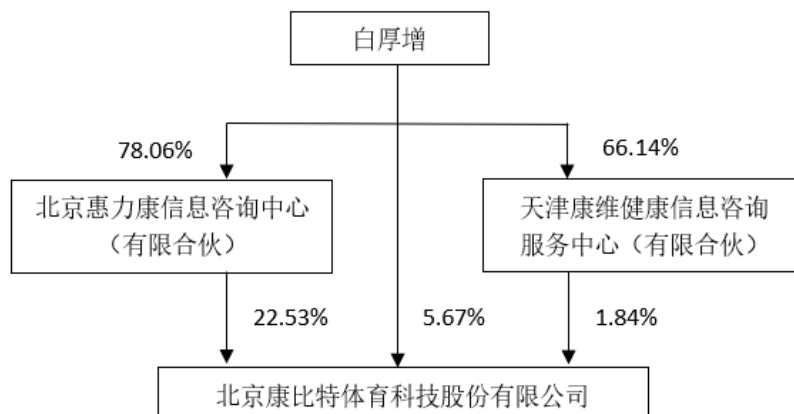 白厚增
78.06%
66.14%
北京惠力康信息咨询中心
（有限合伙）
天津康维健康信息咨询
服务中心（有限合伙）
22.53%
5.67%
1.84%
北京康比特体育科技股份有限公司